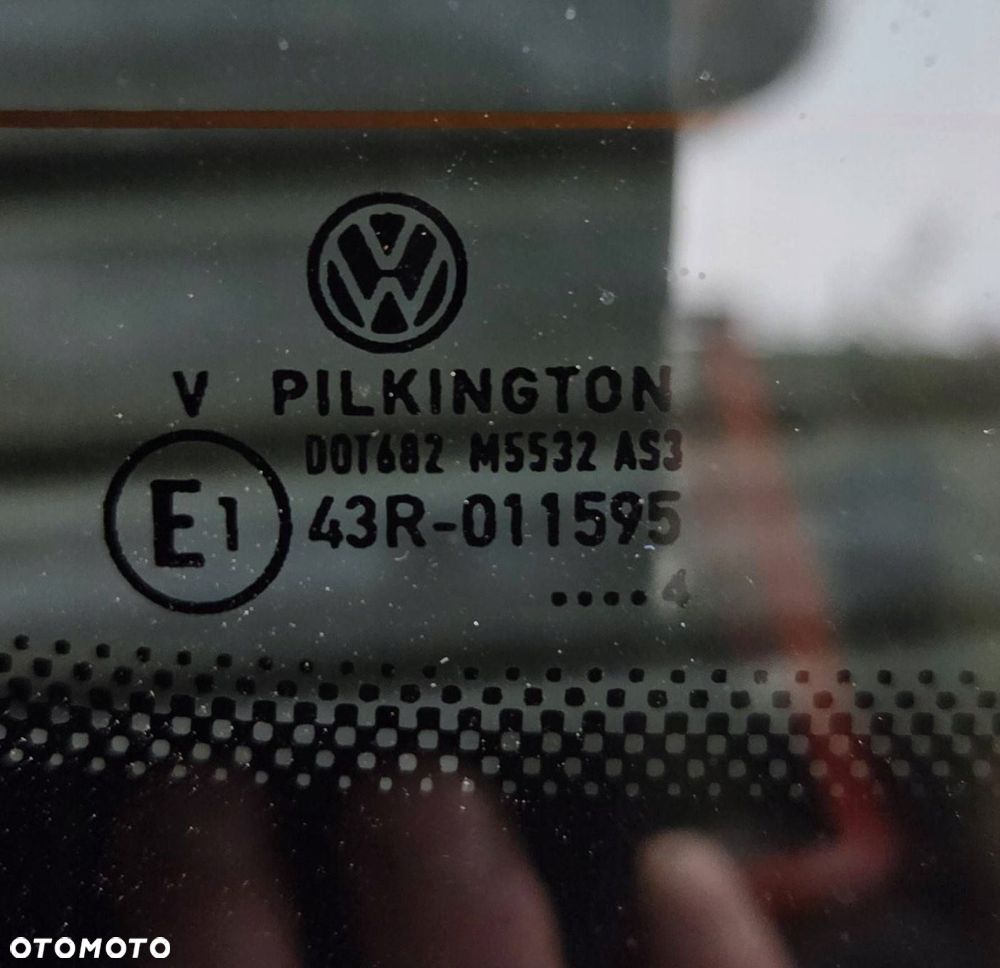 V PILKINGTON
DOT682 M5532 AS3
E1 43R-011595
....4
OTOMOTO